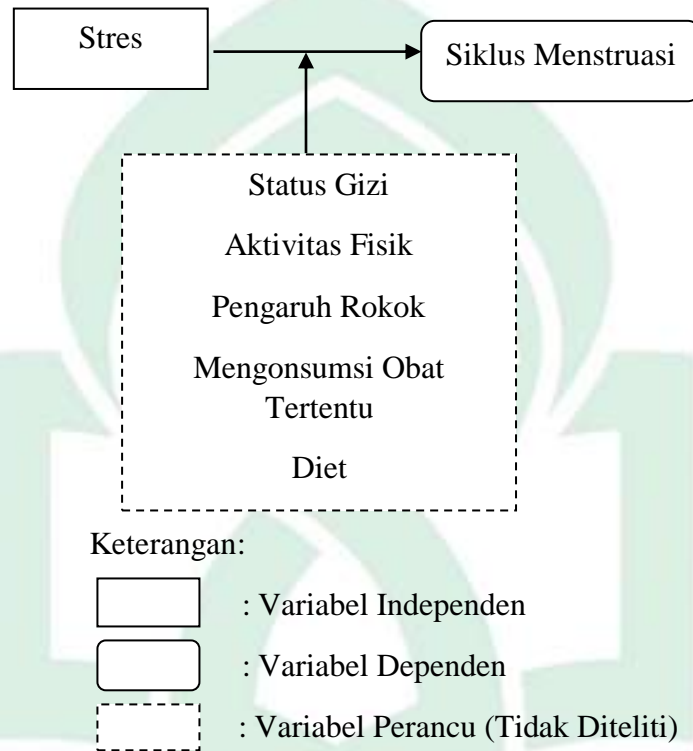 Stres
Siklus Menstruasi
Status Gizi
Aktivitas Fisik
Pengaruh Rokok
Mengonsumsi Obat
Tertentu
Diet
Keterangan:
: Variabel Independen
: Variabel Dependen
: Variabel Perancu (Tidak Diteliti)